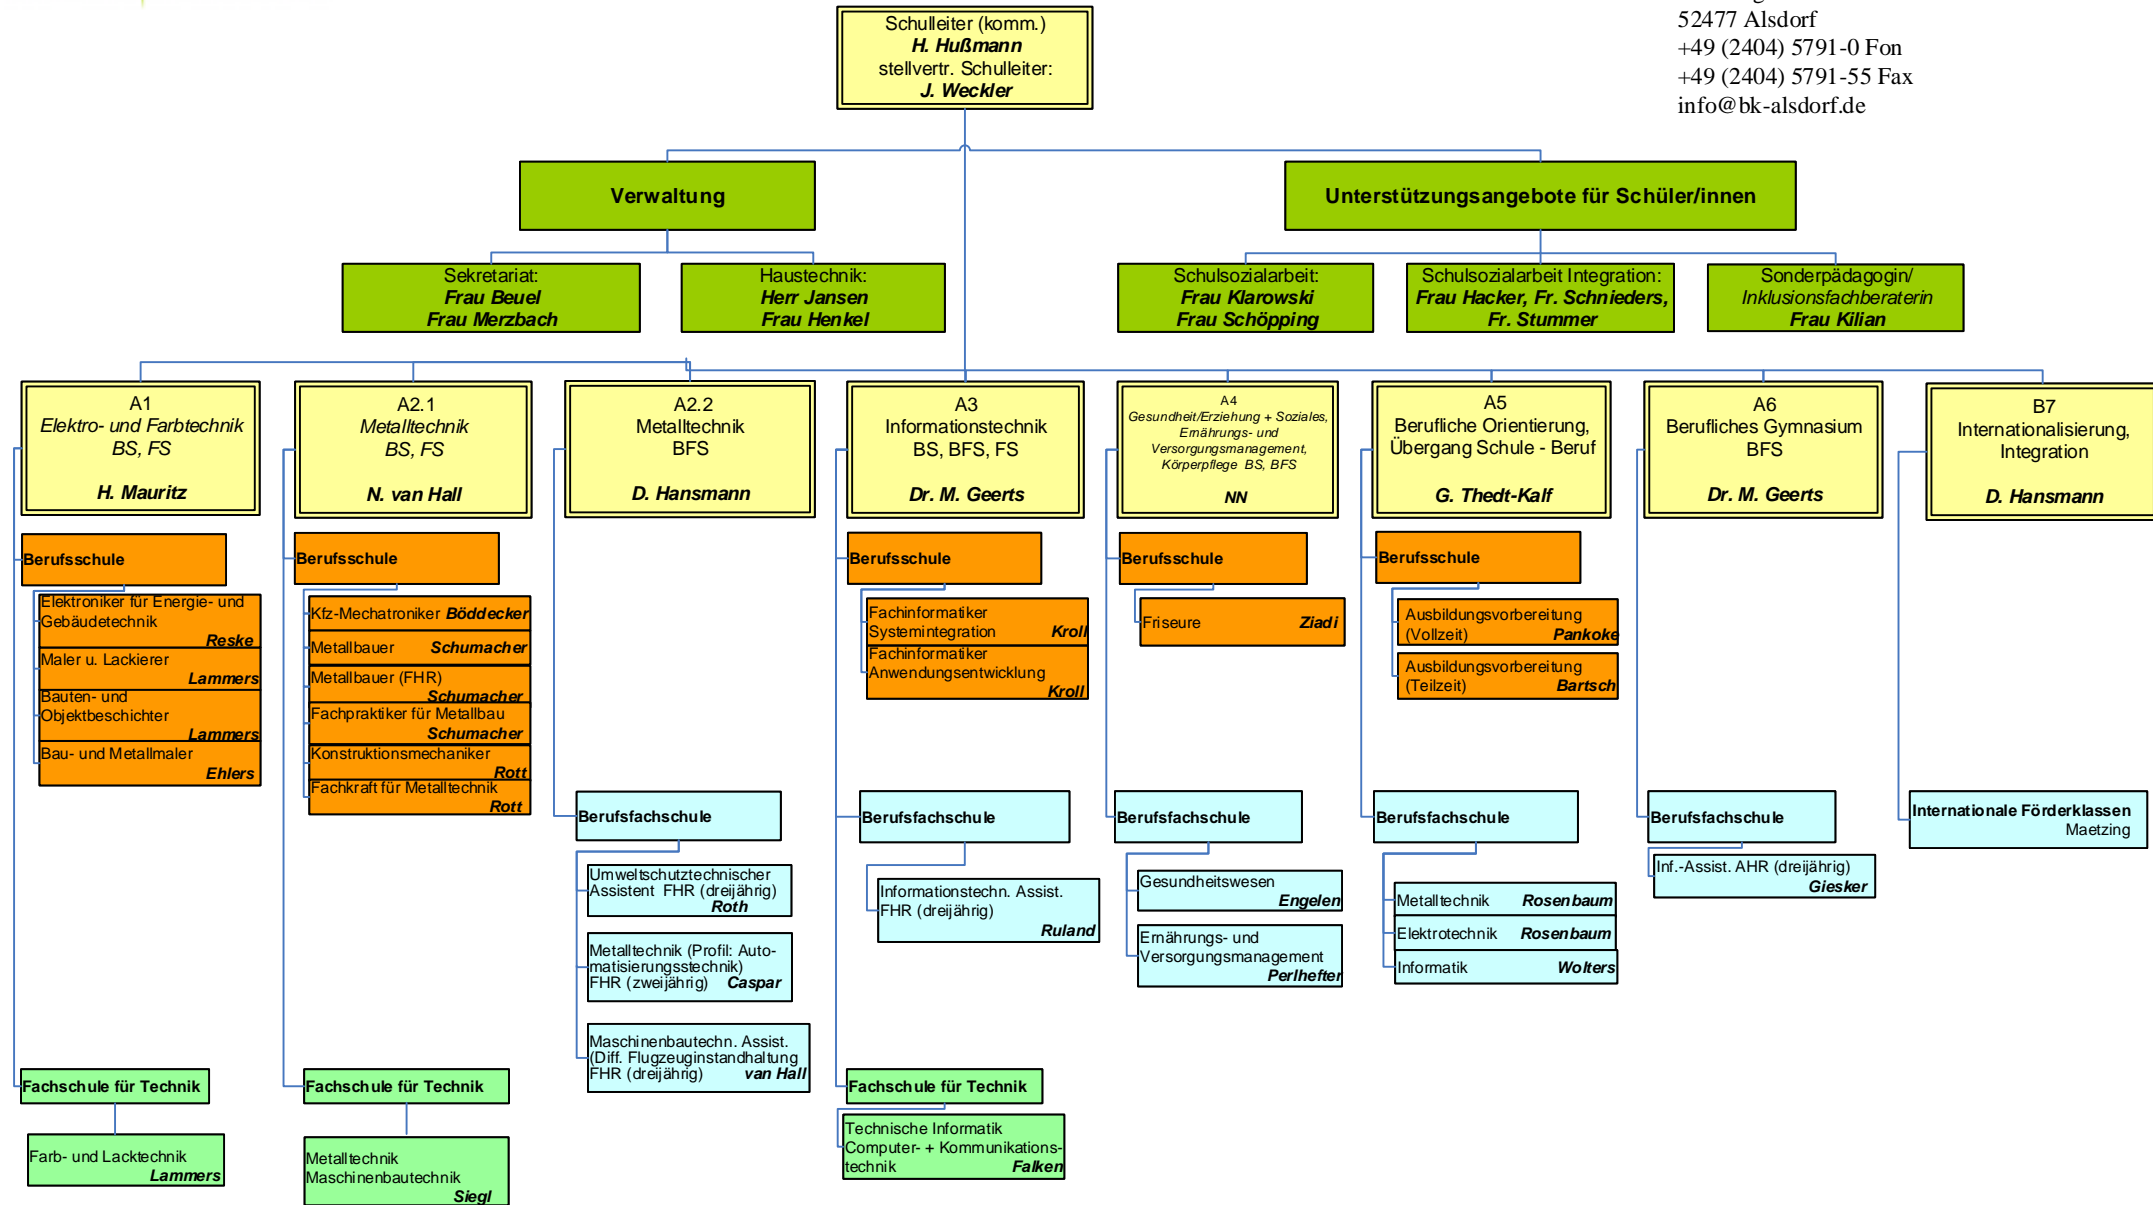 52477 Alsdorf
+49 (2404) 5791-0 Fon
+49 (2404) 5791-55 Fax
info@bk-alsdorf.de
Schulleiter (komm.)
H. Hußmann
stellvertr. Schulleiter:
J. Weckler
Verwaltung
Unterstützungsangebote für Schüler/innen
Sekretariat:
Frau Beuel
Frau Merzbach
Haustechnik:
Herr Jansen
Frau Henkel
Schulsozialarbeit:
Frau Klarowski
Frau Schöpping
Schulsozialarbeit Integration:
Frau Hacker, Fr. Schnieders,
Fr. Stummer
Sonderpädagogin/
Inklusionsfachberaterin
Frau Kilian
A1
Elektro- und Farbtechnik
BS, FS
H. Mauritz
A2.1
Metalltechnik
BS, FS
N. van Hall
A2.2
Metalltechnik
BFS
D. Hansmann
A3
Informationstechnik
BS, BFS, FS
Dr. M. Geerts
A4
Gesundheit/Erziehung + Soziales,
Ernährungs- und
Versorgungsmanagement,
Körperpflege BS, BFS
NN
A5
Berufliche Orientierung,
Übergang Schule - Beruf
G. Thedt-Kalf
A6
Berufliches Gymnasium
BFS
Dr. M. Geerts
B7
Internationalisierung,
Integration
D. Hansmann
Berufsschule
Elektroniker für Energie- und
Gebäudetechnik
Reske
Maler u. Lackierer
Lammers
Bauten- und
Objektbeschichter
Lammers
Bau- und Metallmaler
Ehlers
Berufsschule
Kfz-Mechatroniker Böddecker
Metallbauer Schumacher
Metallbauer (FHR)
Schumacher
Fachpraktiker für Metallbau
Schumacher
Konstruktionsmechaniker
Rott
Fachkraft für Metalltechnik
Rott
Berufsschule
Fachinformatiker
Systemintegration Kroll
Fachinformatiker
Anwendungsentwicklung
Kroll
Berufsschule
Friseure Ziadi
Berufsschule
Ausbildungsvorbereitung
(Vollzeit) Pankoke
Ausbildungsvorbereitung
(Teilzeit) Bartsch
Berufsfachschule
Umweltschutztechnischer
Assistent FHR (dreijährig)
Roth
Metalltechnik (Profil: Auto-
matisierungsstechnik)
FHR (zweijährig) Caspar
Maschinenbautechn. Assist.
(Diff. Flugzeuginstandhaltung
FHR (dreijährig) van Hall
Berufsfachschule
Informationstechn. Assist.
FHR (dreijährig)
Ruland
Berufsfachschule
Gesundheitswesen
Engelen
Ernährungs- und
Versorgungsmanagement
Perlhefter
Berufsfachschule
Metalltechnik Rosenbaum
Elektrotechnik Rosenbaum
Informatik Wolters
Berufsfachschule
Inf.-Assist. AHR (dreijährig)
Giesker
Internationale Förderklassen
Maetzing
Fachschule für Technik
Farb- und Lacktechnik
Lammers
Fachschule für Technik
Metalltechnik
Maschinenbautechnik
Siegl
Fachschule für Technik
Technische Informatik
Computer- + Kommunikations-
technik Falken